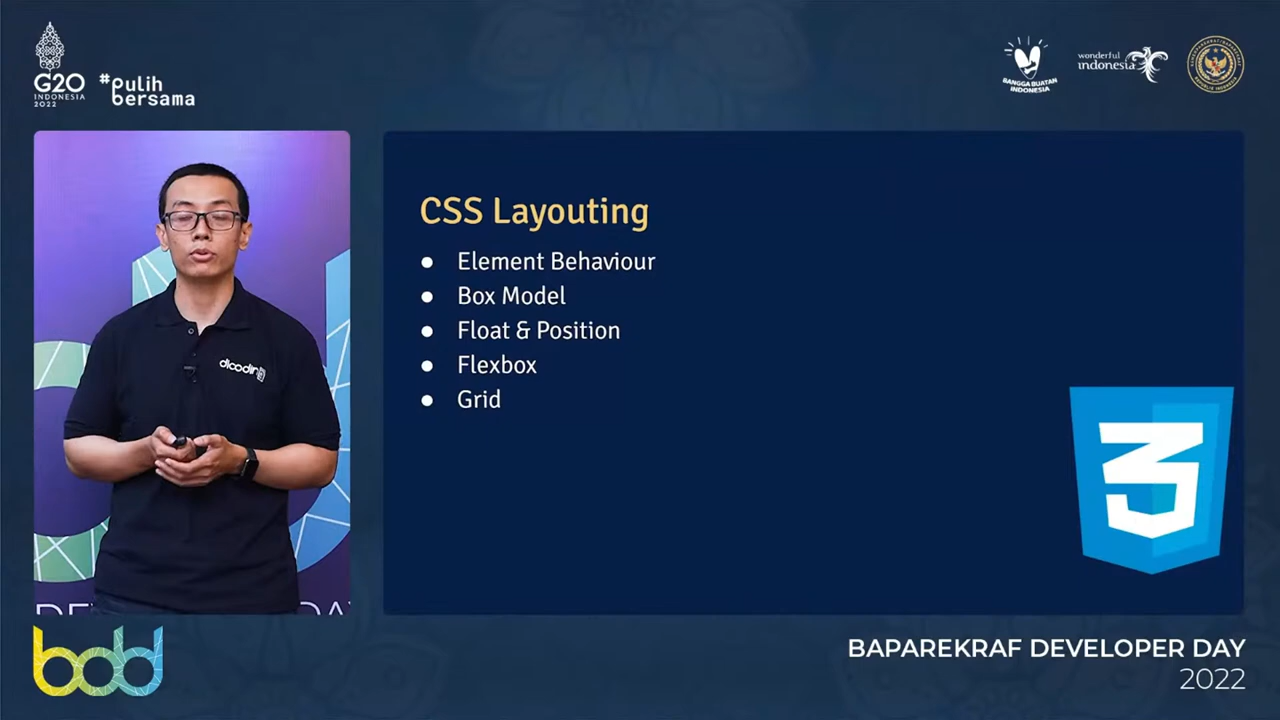 G20
INDONESIA
2022
#pulih
bersama
BANGGA BUATAN
INDONESIA
wonderful
indonesia
CSS Layouting
● Element Behaviour
● Box Model
● Float & Position
● Flexbox
● Grid
dicoding
bdd
BAPAREKRAF DEVELOPER DAY
2022